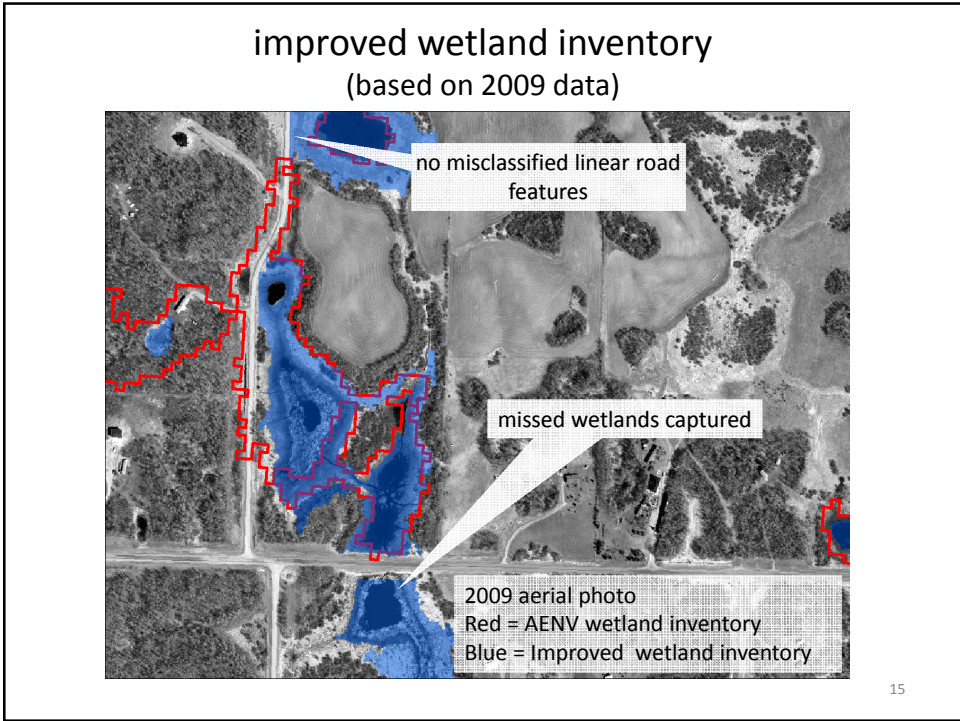 improved wetland inventory
(based on 2009 data)
no misclassified linear road
features
missed wetlands captured
2009 aerial photo
Red = AENV wetland inventory
Blue = Improved  wetland inventory
15